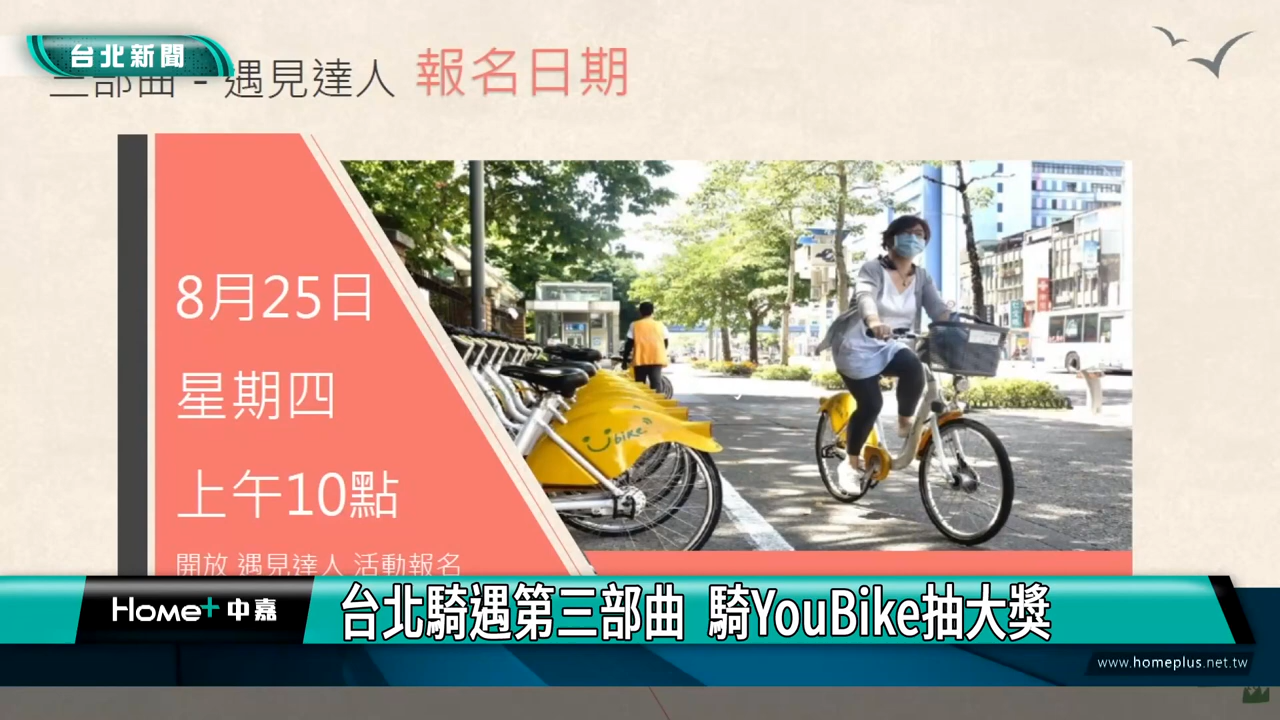 台北新聞
三部曲 - 遇見達人 報名日期
8月25日
星期四
上午10點
開放 遇見達人 活動報名
Ubike
Home+中嘉
台北騎遇第三部曲 騎YouBike抽大獎
www.homeplus.net.tw